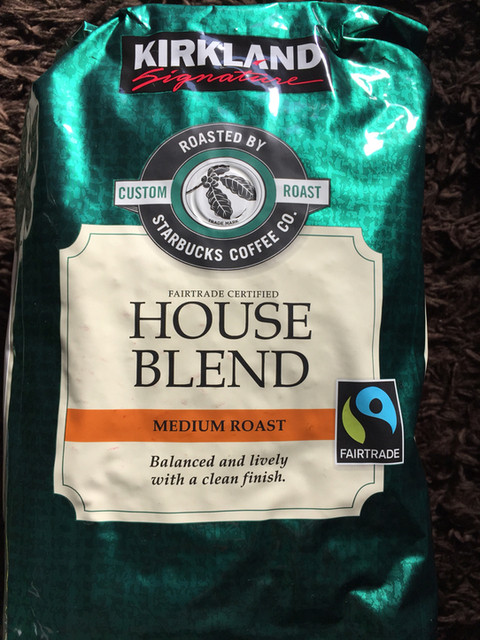 KIRKLAND
Signature
ROASTED BY
CUSTOM ROAST
TRADE MARK
STARBUCKS COFFEE CO.
FAIRTRADE CERTIFIED
HOUSE
BLEND
MEDIUM ROAST
FAIRTRADE
Balanced and lively
with a clean finish.